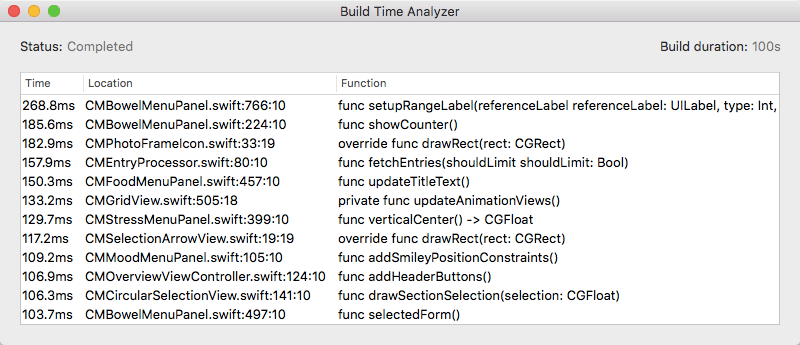 Build Time Analyzer
Status: Completed Build duration: 100s
Time Location Function
268.8ms CMBowelMenuPanel.swift:766:10 func setupRangeLabel(referenceLabel referenceLabel: UILabel, type: Int,
185.6ms CMBowelMenuPanel.swift:224:10 func showCounter()
182.9ms CMPhotoFrameIcon.swift:33:19 override func drawRect(rect: CGRect)
157.9ms CMEntryProcessor.swift:80:10 func fetchEntries(shouldLimit shouldLimit: Bool)
150.3ms CMFoodMenuPanel.swift:457:10 func updateTitleText()
133.2ms CMGridView.swift:505:18 private func updateAnimationViews()
129.7ms CMStressMenuPanel.swift:399:10 func verticalCenter() -> CGFloat
117.2ms CMSelectionArrowView.swift:19:19 override func drawRect(rect: CGRect)
109.2ms CMMoodMenuPanel.swift:105:10 func addSmileyPositionConstraints()
106.9ms CMOverviewViewController.swift:124:10 func addHeaderButtons()
106.3ms CMCircularSelectionView.swift:141:10 func drawSectionSelection(selection: CGFloat)
103.7ms CMBowelMenuPanel.swift:497:10 func selectedForm()